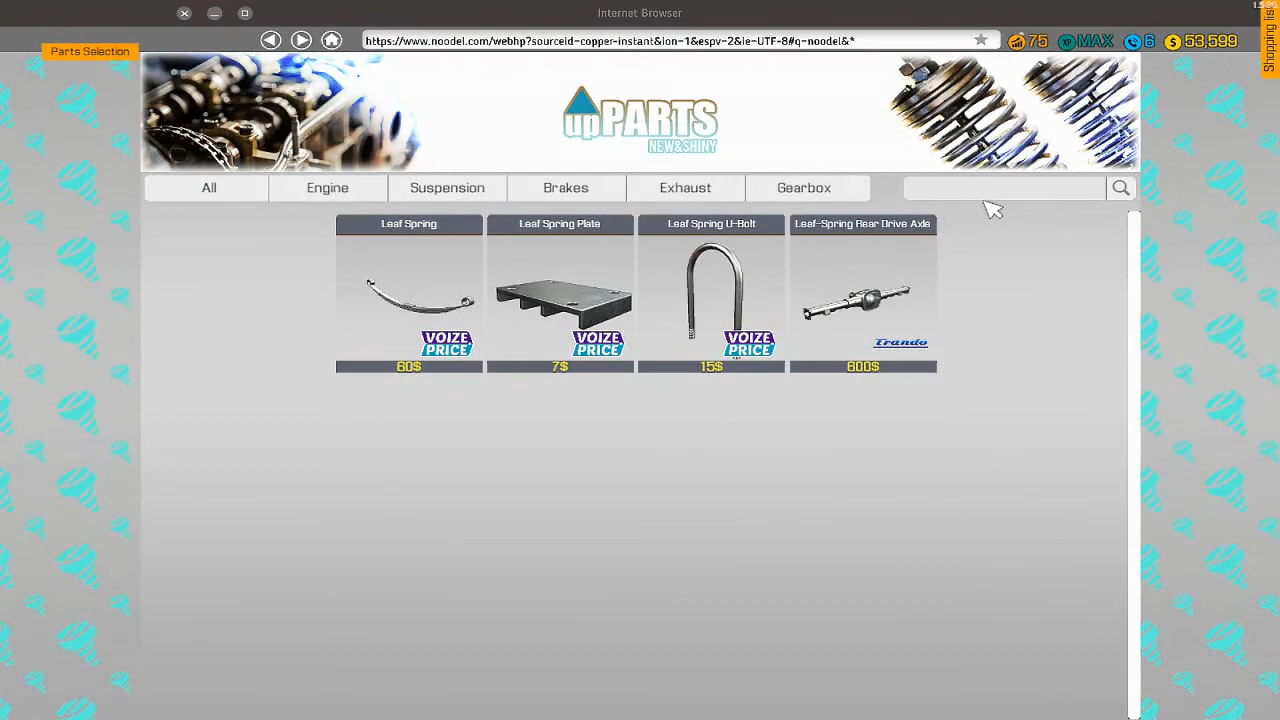 Internet Browser
Parts Selection
https://www.noodel.com/webhp?sourceid-copper-instant&ion-1&espv-2&ie-UTF-8#q-noodel&*
75
XP MAX
6
$ 53,599
Shopping lis
upPARTS
NEW&SHINY
All
Engine
Suspension
Brakes
Exhaust
Gearbox
Leaf Spring
Leaf Spring Plate
Leaf Spring U-Bolt
Leaf-Spring Rear Drive Axle
VOIZE PRICE
VOIZE PRICE
VOIZE PRICE
Trando
60$
7$
15$
600$